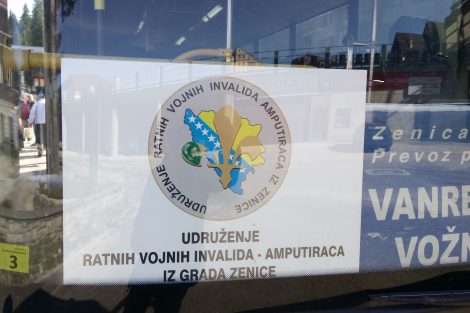 UDRUŽENJE RATNIH VOJNIH INVALIDA AMPUTIRACA IZ ZENICE
UDRUŽENJE
RATNIH VOJNIH INVALIDA - AMPUTIRACA
IZ GRADA ZENICE
Zenica
Prevoz p
VANRE
VOŽN
3